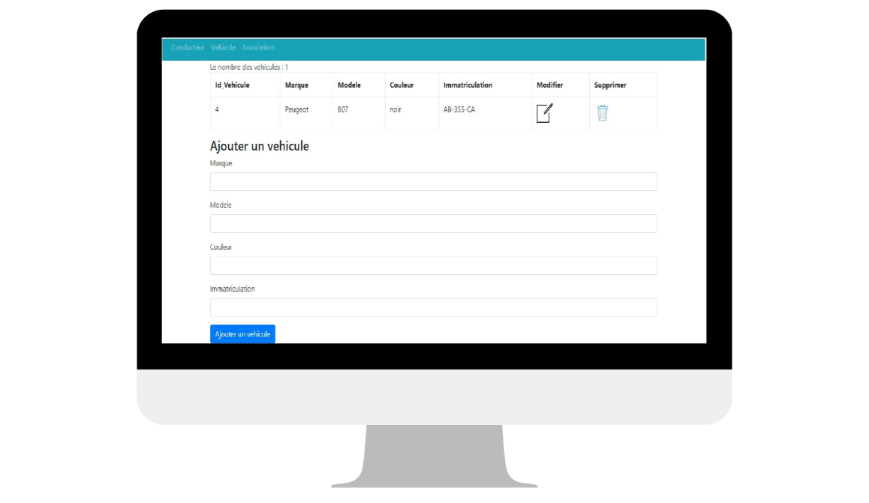 Conducteur Vehicule Association
Le nombre des vehicules : 1
Id_Vehicule Marque Modele Couleur Immatriculation Modifier Supprimer
4 Peugeot 807 noir AB-355-CA
Ajouter un vehicule
Marque
Modele
Couleur
Immatriculation
Ajouter un vehicule